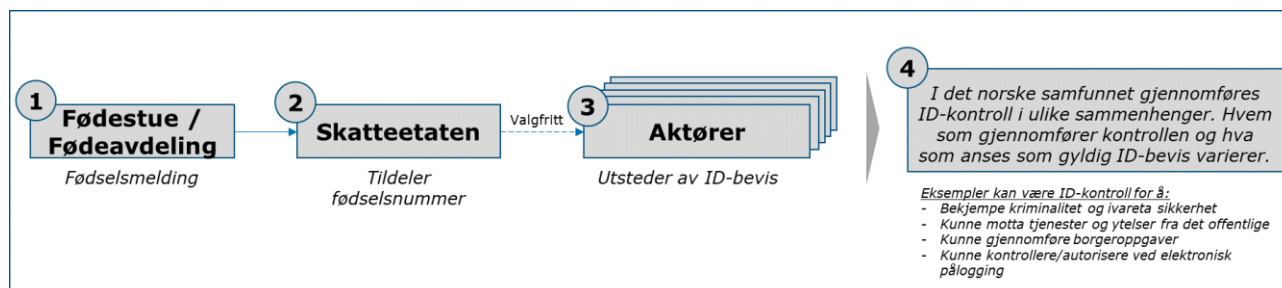 1
Fødestue /
Fødeavdeling
Fødselsmelding
2
Skatteetaten
Tildeler
fødselsnummer
Valgfritt
3
Aktører
Utsteder av ID-bevis
4
I det norske samfunnet gjennomføres
ID-kontroll i ulike sammenhenger. Hvem
som gjennomfører kontrollen og hva
som anses som gyldig ID-bevis varierer.
Eksempler kan være ID-kontroll for å:
- Bekjempe kriminalitet og ivareta sikkerhet
- Kunne motta tjenester og ytelser fra det offentlige
- Kunne gjennomføre borgeroppgaver
- Kunne kontrollere/autorisere ved elektronisk
pålogging